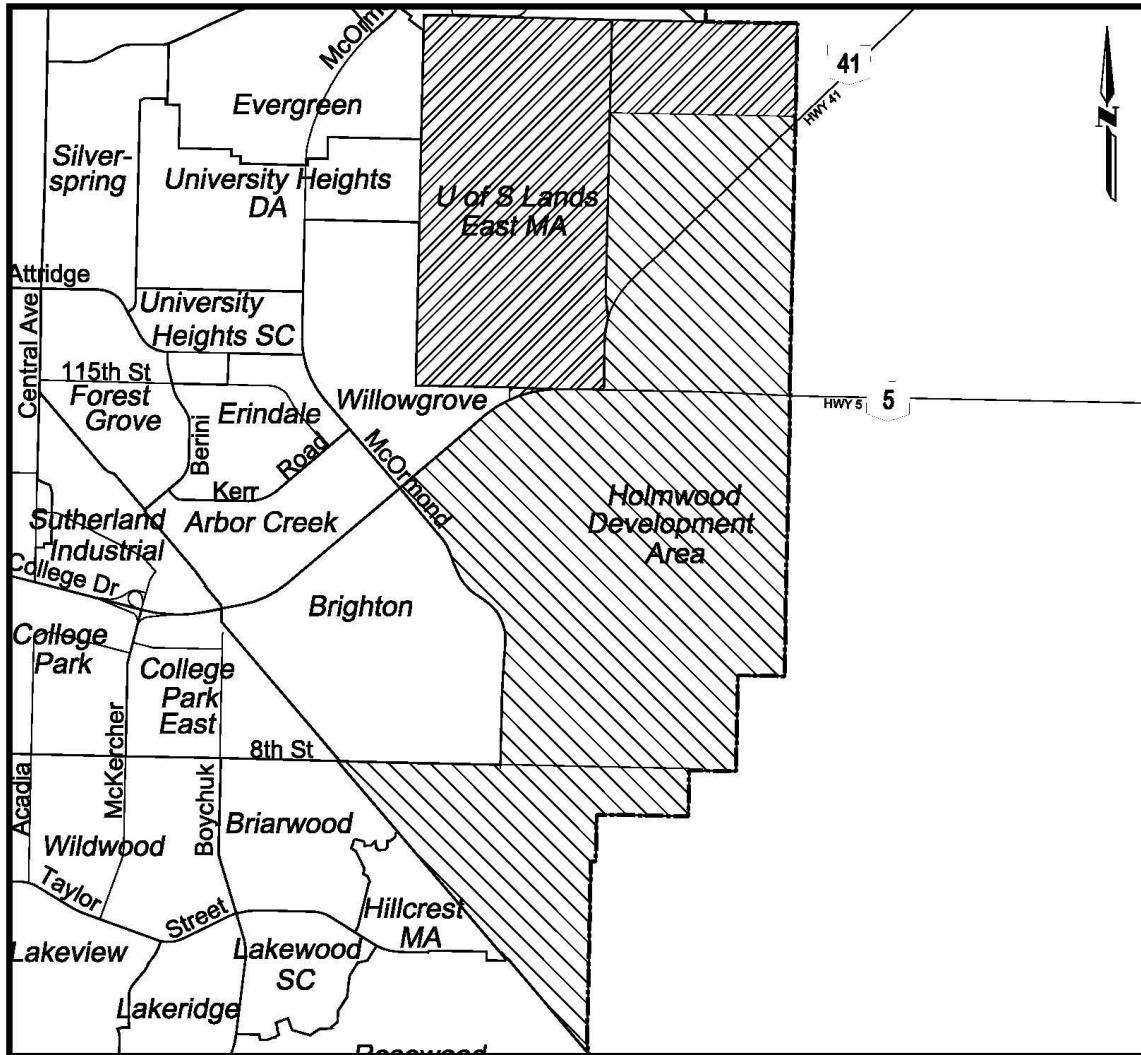 McOrm
41
HWY 41
N
Evergreen
Silver-
spring
University Heights
DA
U of S Lands
East MA
Attridge
University
Heights SC
Central Ave
115th St
Forest
Grove
Berini
Erindale
Road
Kerr
Willowgrove
McOrmond
HWY 5
5
Holmwood
Development
Area
Sutherland
Industrial
Arbor Creek
College Dr
Brighton
College
Park
College
Park
East
McKercher
8th St
Acadia
Boychuk
Briarwood
Wildwood
Taylor
Street
Hillcrest
MA
Lakeview
Lakewood
SC
Lakeridge
Rosewood